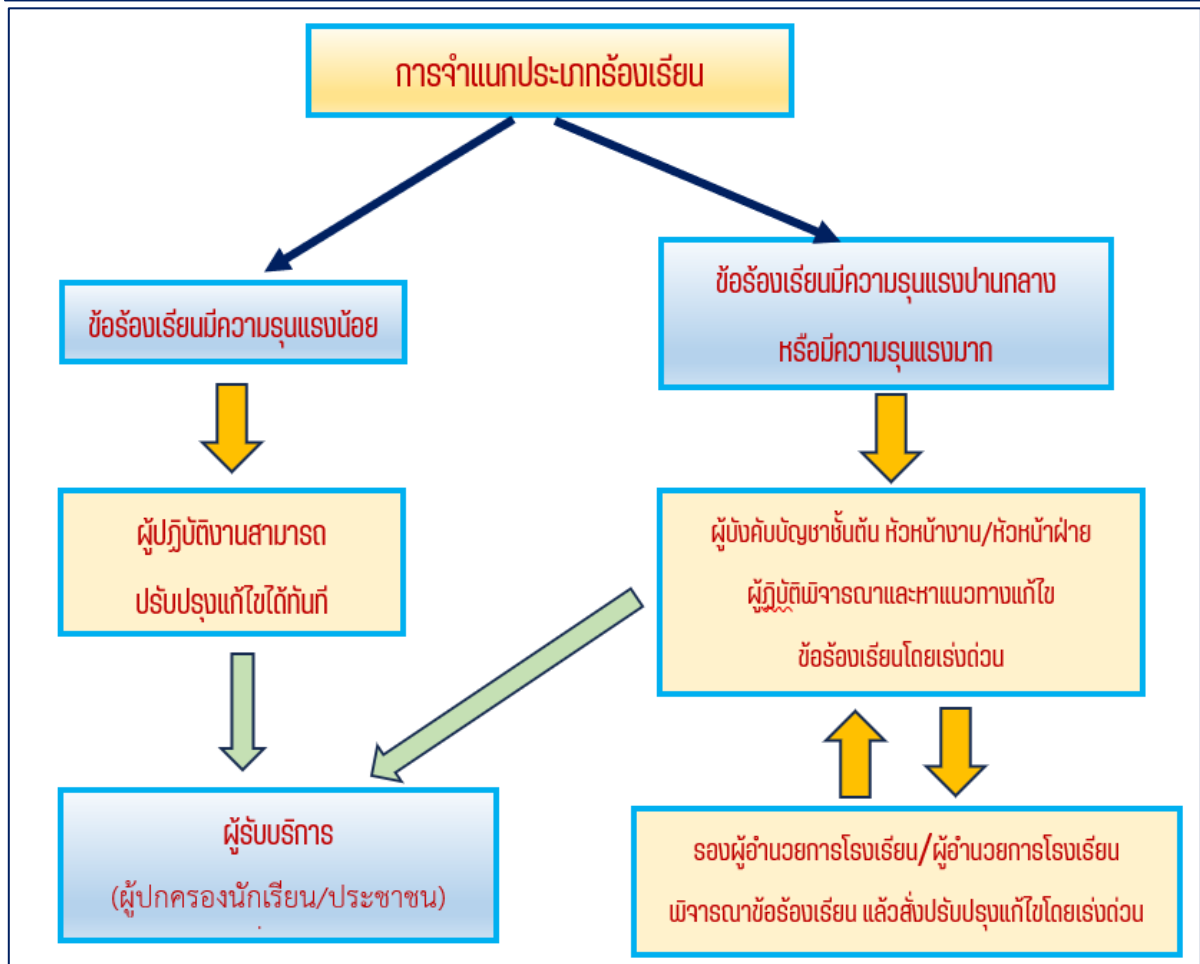 การจำแนกประเภทร้องเรียน
ข้อร้องเรียนมีความรุนแรงน้อย
ข้อร้องเรียนมีความรุนแรงปานกลาง
หรือมีความรุนแรงมาก
ผู้ปฏิบัติงานสามารถ
ปรับปรุงแก้ไขได้ทันที
ผู้บังคับบัญชาชั้นต้น หัวหน้างาน/หัวหน้าฝ่าย
ผู้ฏิบัติพิจารณาและหาแนวทางแก้ไข
ข้อร้องเรียนโดยเร่งด่วน
ผู้รับบริการ
(ผู้ปกครองนักเรียน/ประชาชน)
รองผู้อำนวยการโรงเรียน/ผู้อำนวยการโรงเรียน
พิจารณาข้อร้องเรียน แล้วสั่งปรับปรุงแก้ไขโดยเร่งด่วน